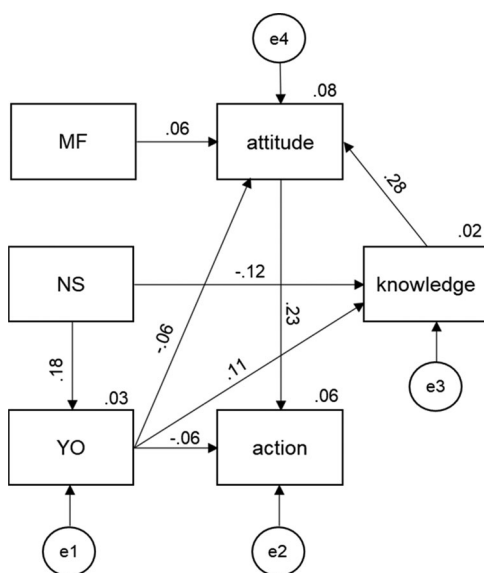 e4
.08
MF
.06
attitude
.28
.02
NS
-.12
knowledge
.18
-.06
.23
.11
e3
.03
.06
YO
-.06
action
e1
e2